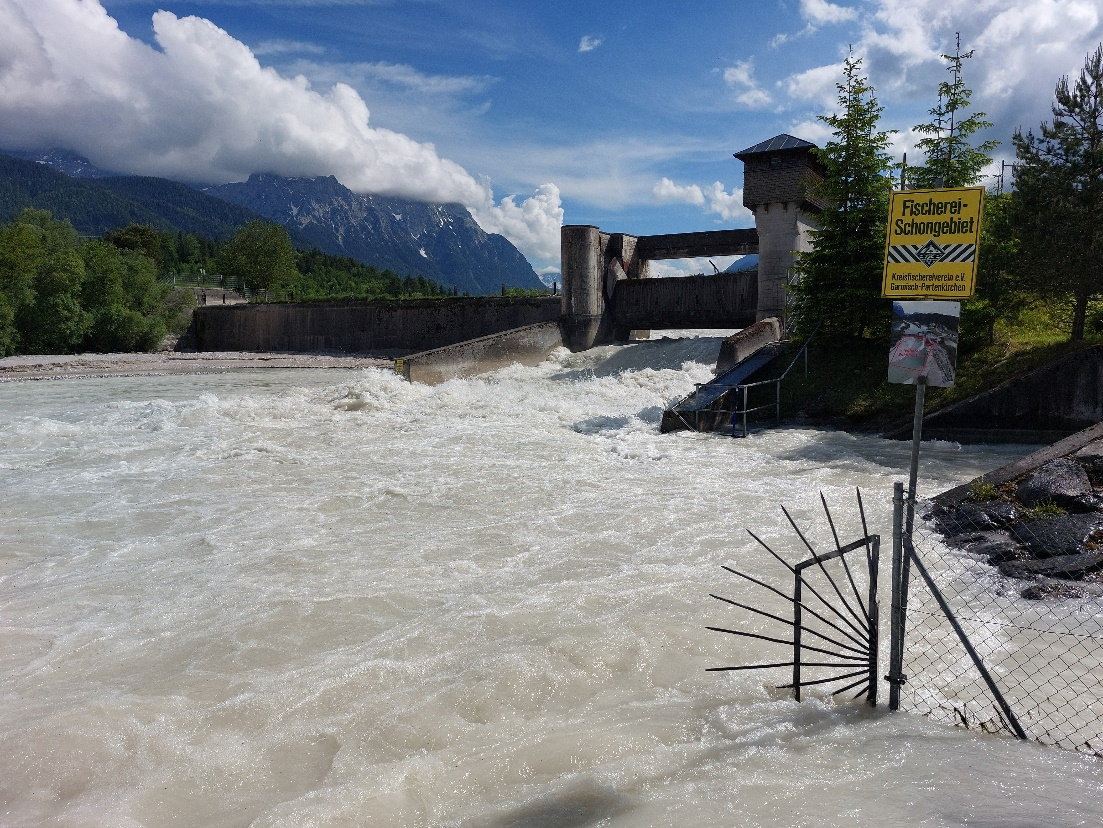 Fischerei-
Schongebiet
Kreisfischereiverein e.V.
Garmisch-Partenkirchen